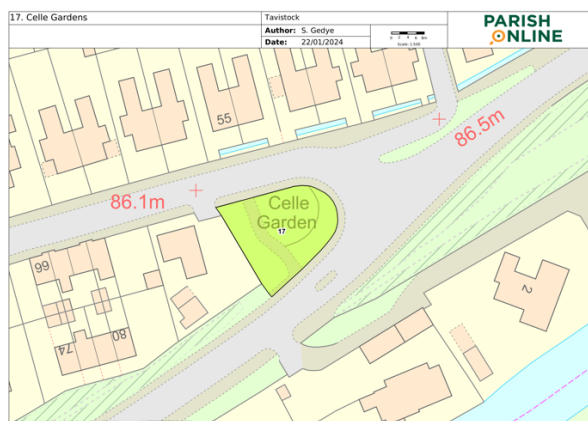 17. Celle Gardens
Tavistock
Author: S. Gedye
Date: 22/01/2024
PARISH
ONLINE
55
86.5m
86.1m
Celle
Garden
17
66
2
80
74